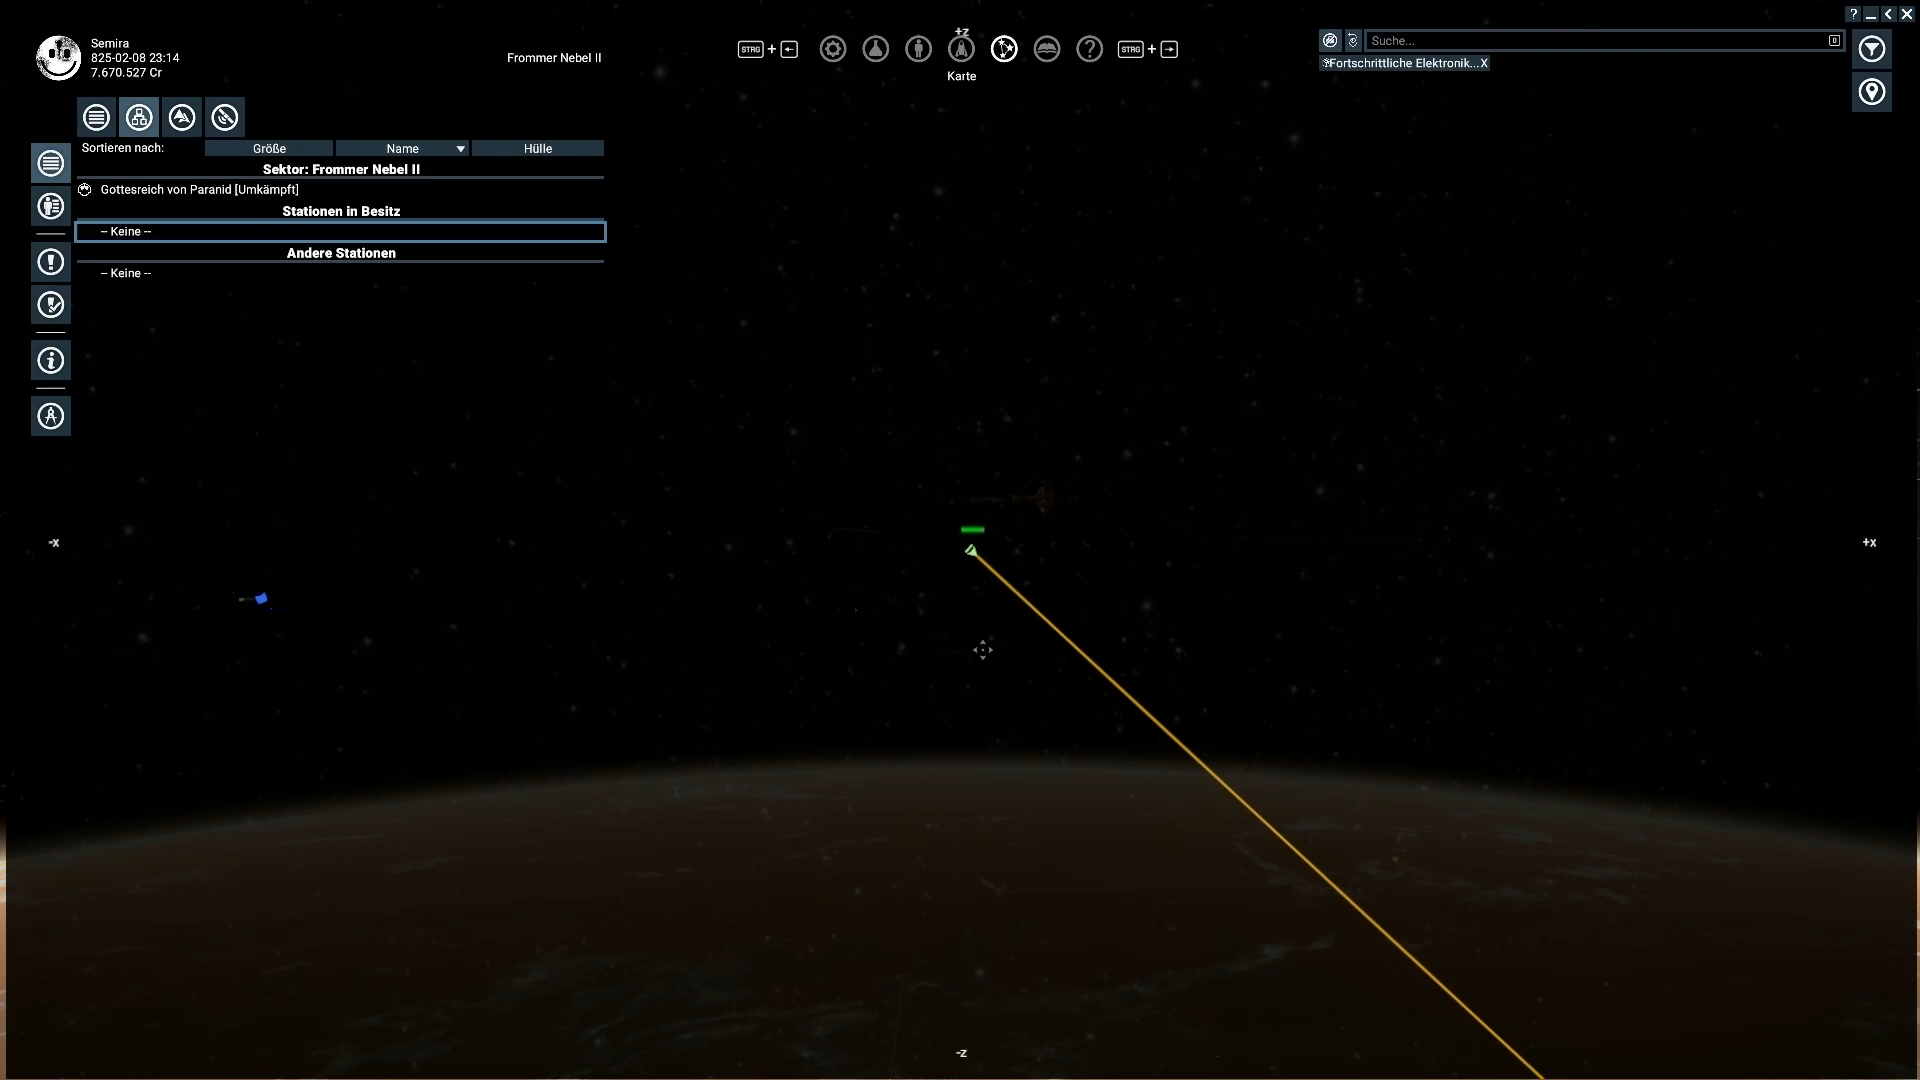 Semira
825-02-08 23:14
7.670.527 Cr
Frommer Nebel II
STRG + ←
+z
STRG + →
Karte
Suche...
0
Fortschrittliche Elektronik...X
Sortieren nach:
Größe
Name
Hülle
Sektor: Frommer Nebel II
Gottesreich von Paranid [Umkämpft]
Stationen in Besitz
-- Keine --
Andere Stationen
-- Keine --
-x
+x
-z